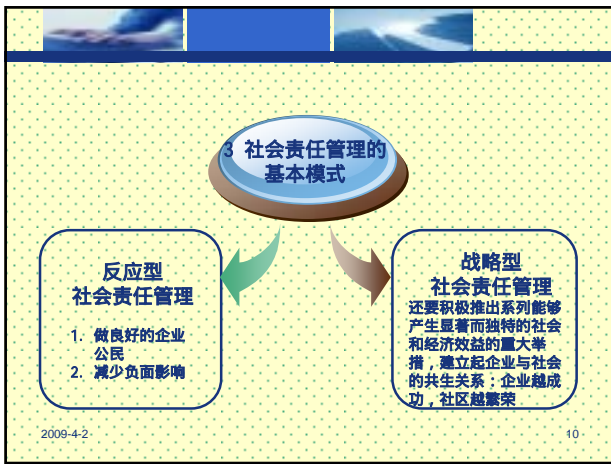 3 社会责任管理的
基本模式
反应型
社会责任管理
1. 做良好的企业
公民
2. 减少负面影响
战略型
社会责任管理
还要积极推出系列能够
产生显着而独特的社会
和经济效益的重大举
措，建立起企业与社会
的共生关系：企业越成
功，社区越繁荣
2009-4-2
10